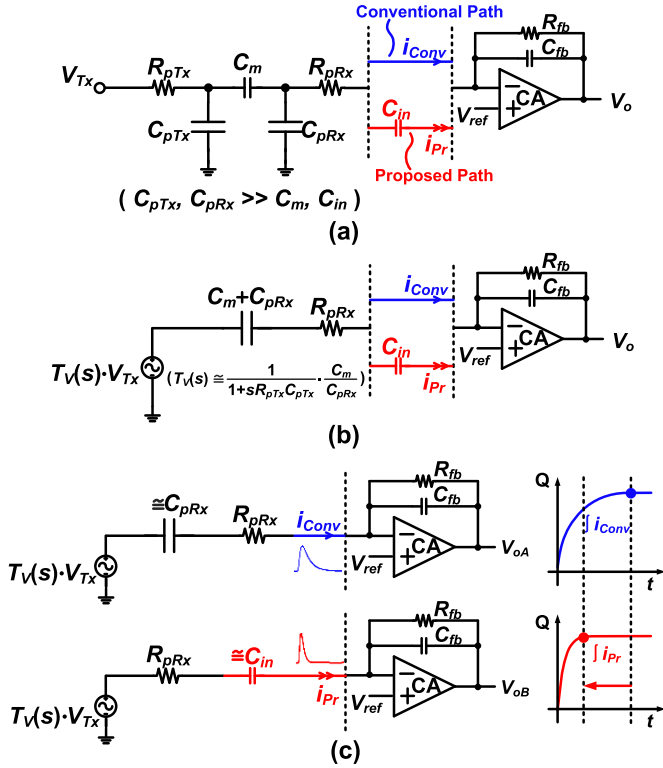 Conventional Path
V_Tx
R_pTx
C_m
R_pRx
i_Conv
R_fb
C_fb
C_pTx
C_pRx
C_in
i_Pr
V_ref
CA
V_o
Proposed Path
( C_pTx, C_pRx >> C_m, C_in )
(a)
C_m+C_pRx
R_pRx
i_Conv
R_fb
C_fb
C_in
i_Pr
V_ref
CA
V_o
T_V(s)·V_Tx
(T_V(s) ≅ 1/(1+sR_pTxC_pTx) · C_m/C_pRx)
(b)
≅C_pRx
R_pRx
i_Conv
R_fb
C_fb
V_ref
CA
V_oA
T_V(s)·V_Tx
Q
∫ i_Conv
t
R_pRx
≅C_in
i_Pr
R_fb
C_fb
V_ref
CA
V_oB
T_V(s)·V_Tx
Q
∫ i_Pr
t
(c)